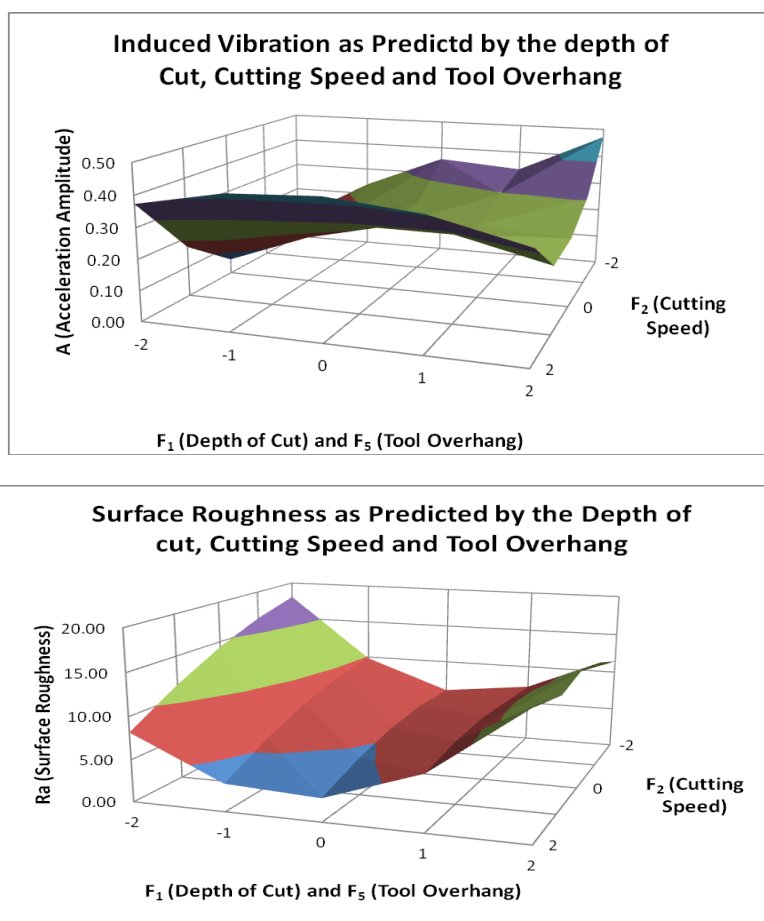 Induced Vibration as Predictd by the depth of
Cut, Cutting Speed and Tool Overhang
A (Acceleration Amplitude)
0.50
0.40
0.30
0.20
0.10
0.00
-2
-1
0
1
2
2
0
-2
F₂ (Cutting
Speed)
F₁ (Depth of Cut) and F₅ (Tool Overhang)
Surface Roughness as Predicted by the Depth of
cut, Cutting Speed and Tool Overhang
Ra (Surface Roughness)
20.00
15.00
10.00
5.00
0.00
-2
-1
0
1
2
2
0
-2
F₂ (Cutting
Speed)
F₁ (Depth of Cut) and F₅ (Tool Overhang)